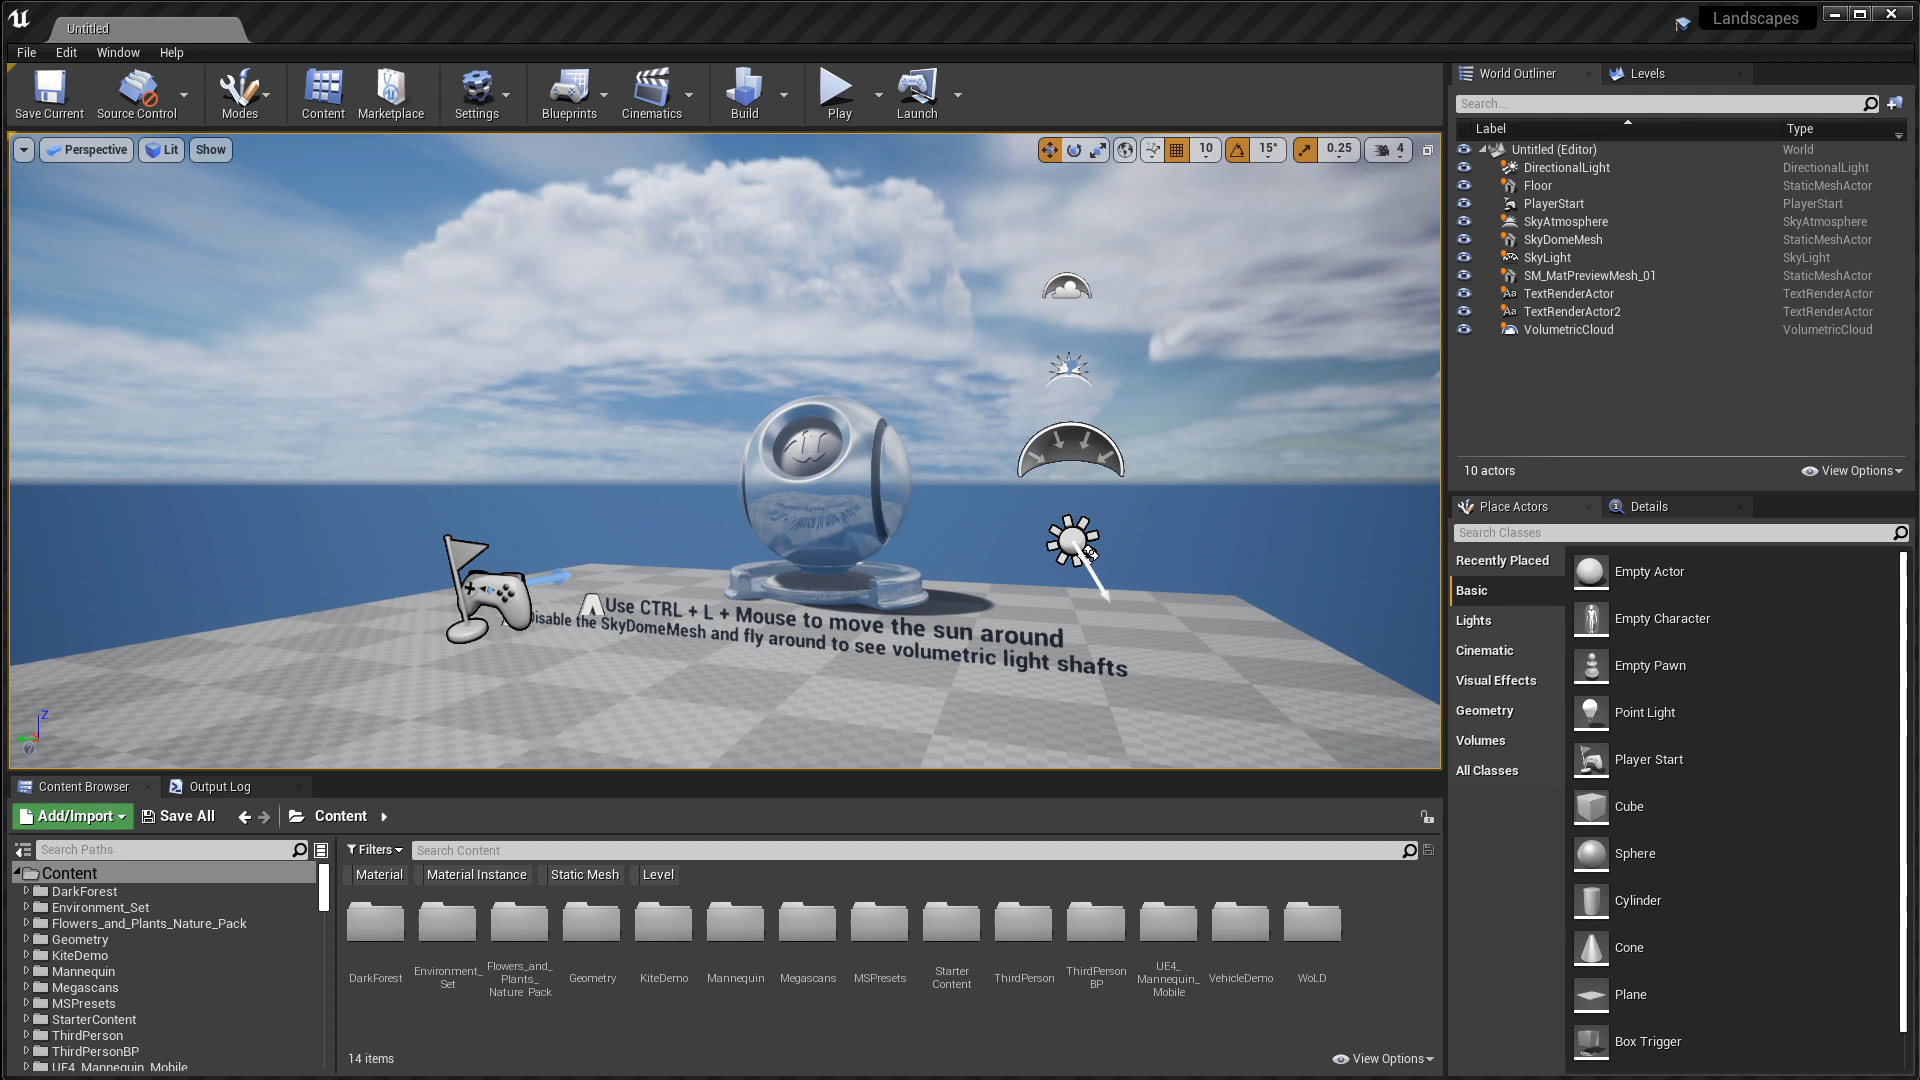 Untitled
Landscapes
File Edit Window Help
Save Current
Source Control
Modes
Content
Marketplace
Settings
Blueprints
Cinematics
Build
Play
Launch
Perspective
Lit
Show
10
15°
0.25
4
Use CTRL + L + Mouse to move the sun around
Disable the SkyDomeMesh and fly around to see volumetric light shafts
Z
World Outliner
Levels
Search...
Label Type
Untitled (Editor) World
DirectionalLight DirectionalLight
Floor StaticMeshActor
PlayerStart PlayerStart
SkyAtmosphere SkyAtmosphere
SkyDomeMesh StaticMeshActor
SkyLight SkyLight
SM_MatPreviewMesh_01 StaticMeshActor
TextRenderActor TextRenderActor
TextRenderActor2 TextRenderActor
VolumetricCloud VolumetricCloud
10 actors
View Options
Place Actors
Details
Search Classes
Recently Placed
Basic
Lights
Cinematic
Visual Effects
Geometry
Volumes
All Classes
Empty Actor
Empty Character
Empty Pawn
Point Light
Player Start
Cube
Sphere
Cylinder
Cone
Plane
Box Trigger
Content Browser
Output Log
Add/Import
Save All
Content
Search Paths
Content
DarkForest
Environment_Set
Flowers_and_Plants_Nature_Pack
Geometry
KiteDemo
Mannequin
Megascans
MSPresets
StarterContent
ThirdPerson
ThirdPersonBP
UE4_Mannequin_Mobile
Filters
Search Content
Material
Material Instance
Static Mesh
Level
DarkForest
Environment_
Set
Flowers_and_
Plants_
Nature_Pack
Geometry
KiteDemo
Mannequin
Megascans
MSPresets
Starter
Content
ThirdPerson
ThirdPerson
BP
UE4_
Mannequin_
Mobile
VehicleDemo
WoLD
14 items
View Options